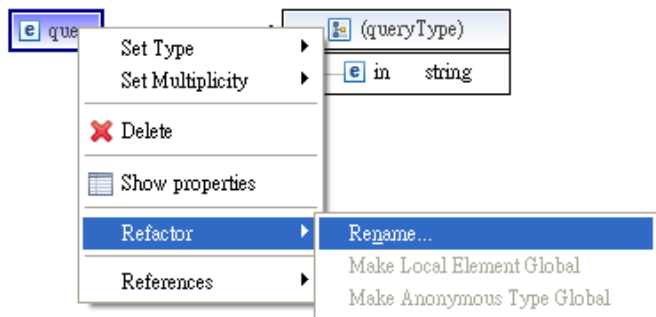 e que
(queryType)
e in string
Set Type
Set Multiplicity
Delete
Show properties
Refactor
References
Rename...
Make Local Element Global
Make Anonymous Type Global